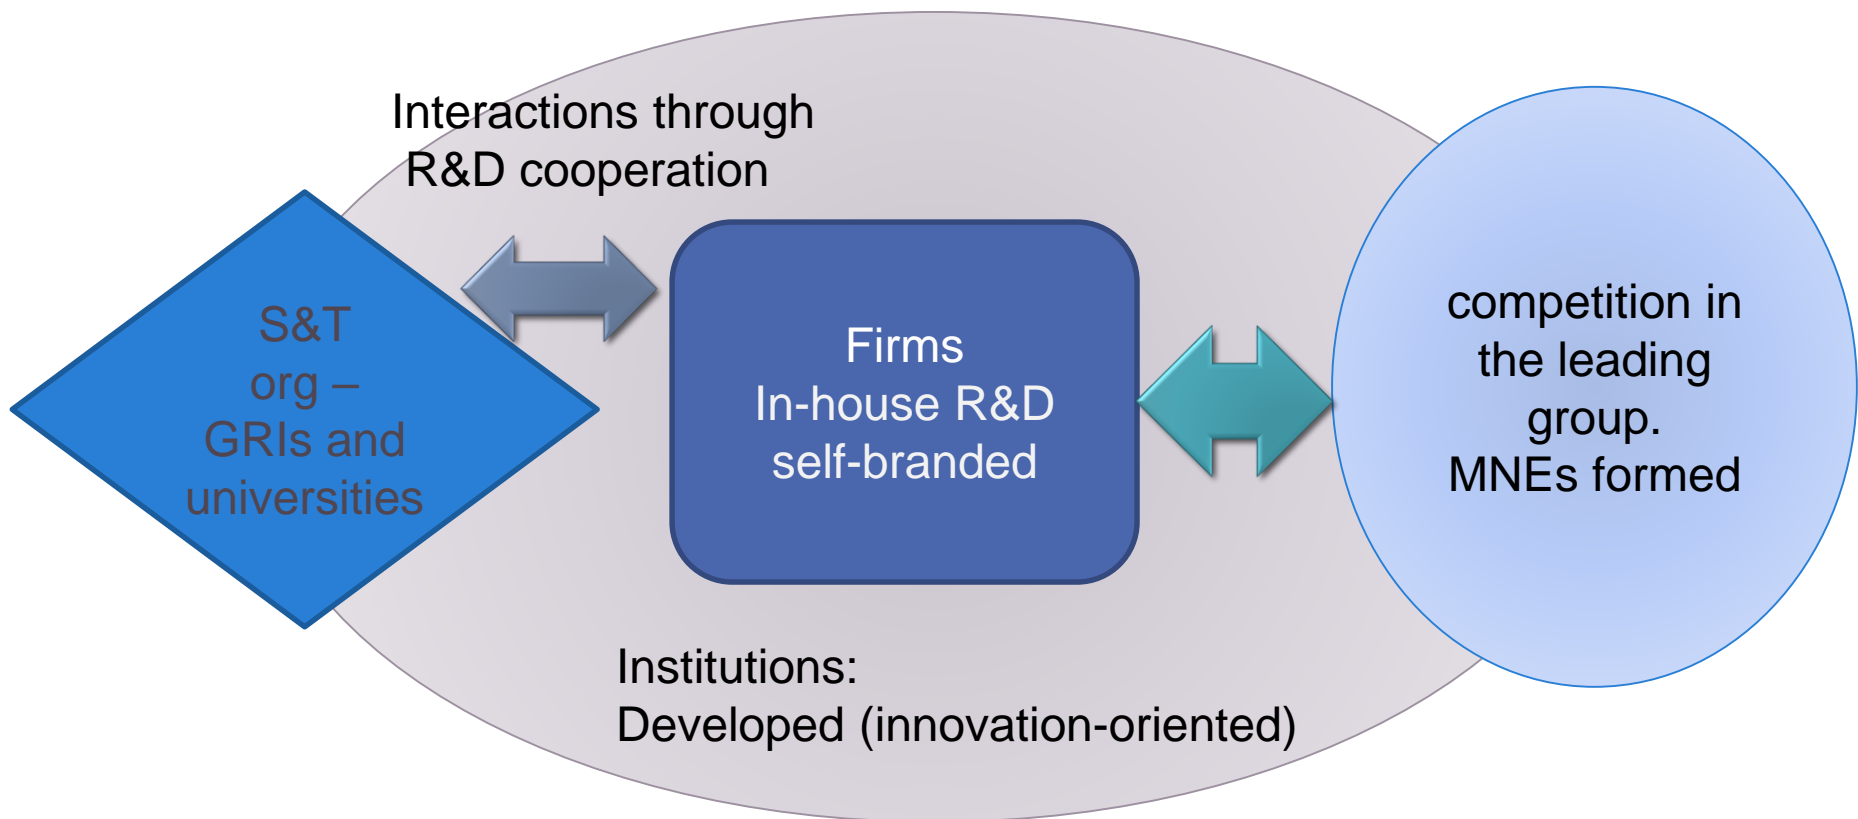 Interactions through
R&D cooperation
S&T
org –
GRIs and
universities
Firms
In-house R&D
self-branded
competition in
the leading
group.
MNEs formed
Institutions:
Developed (innovation-oriented)